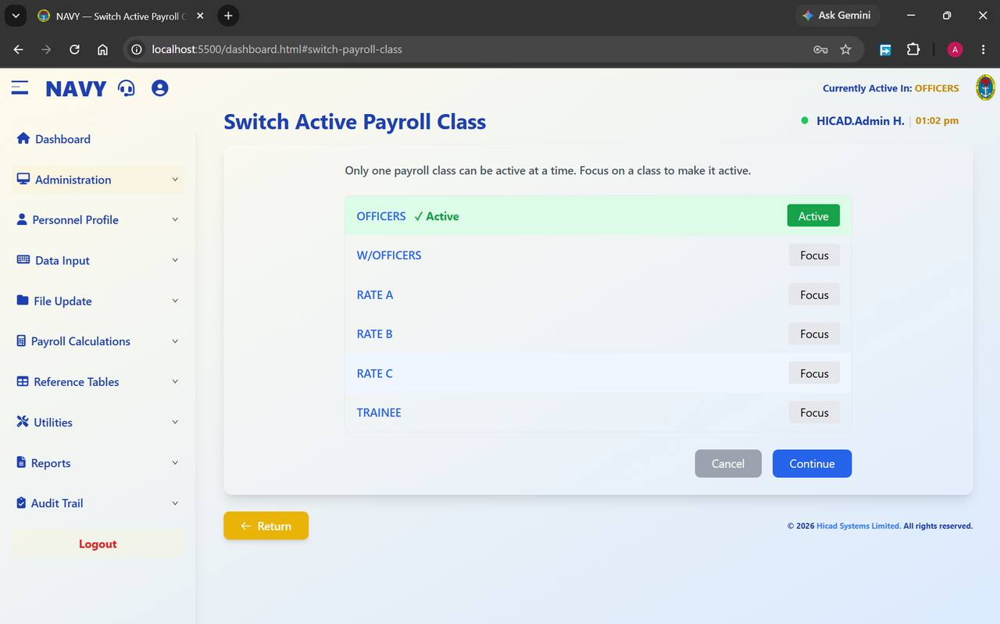 NAVY — Switch Active Payroll C
Ask Gemini
localhost:5500/dashboard.html#switch-payroll-class
A
NAVY
Currently Active In: OFFICERS
Switch Active Payroll Class
HICAD.Admin H. | 01:02 pm
Dashboard
Administration
Personnel Profile
Data Input
File Update
Payroll Calculations
Reference Tables
Utilities
Reports
Audit Trail
Logout
Only one payroll class can be active at a time. Focus on a class to make it active.
OFFICERS ✓ Active Active
W/OFFICERS Focus
RATE A Focus
RATE B Focus
RATE C Focus
TRAINEE Focus
Cancel Continue
← Return
© 2026 Hicad Systems Limited. All rights reserved.